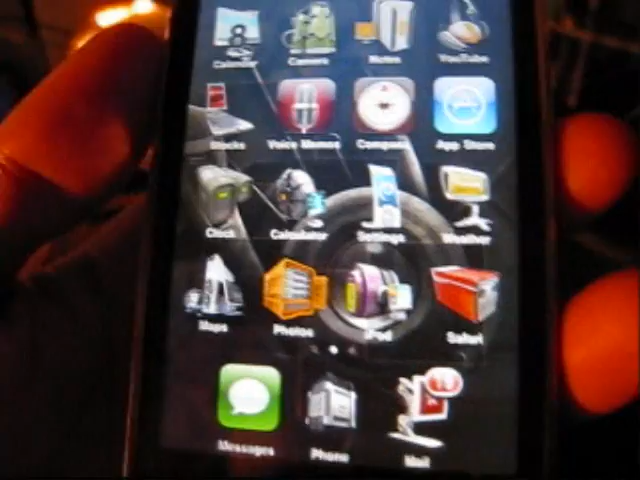 8
Calendar Camera Notes YouTube
Stocks Voice Memos Compass App Store
Clock Calculator Settings Weather
Maps Photos iPod Safari
Messages Phone Mail